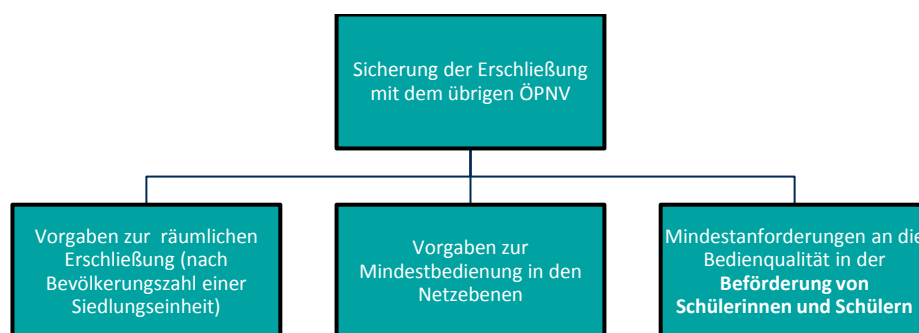 Sicherung der Erschließung
mit dem übrigen ÖPNV
Vorgaben zur räumlichen
Erschließung (nach
Bevölkerungszahl einer
Siedlungseinheit)
Vorgaben zur
Mindestbedienung in den
Netzebenen
Mindestanforderungen an die
Bedienqualität in der
Beförderung von
Schülerinnen und Schülern